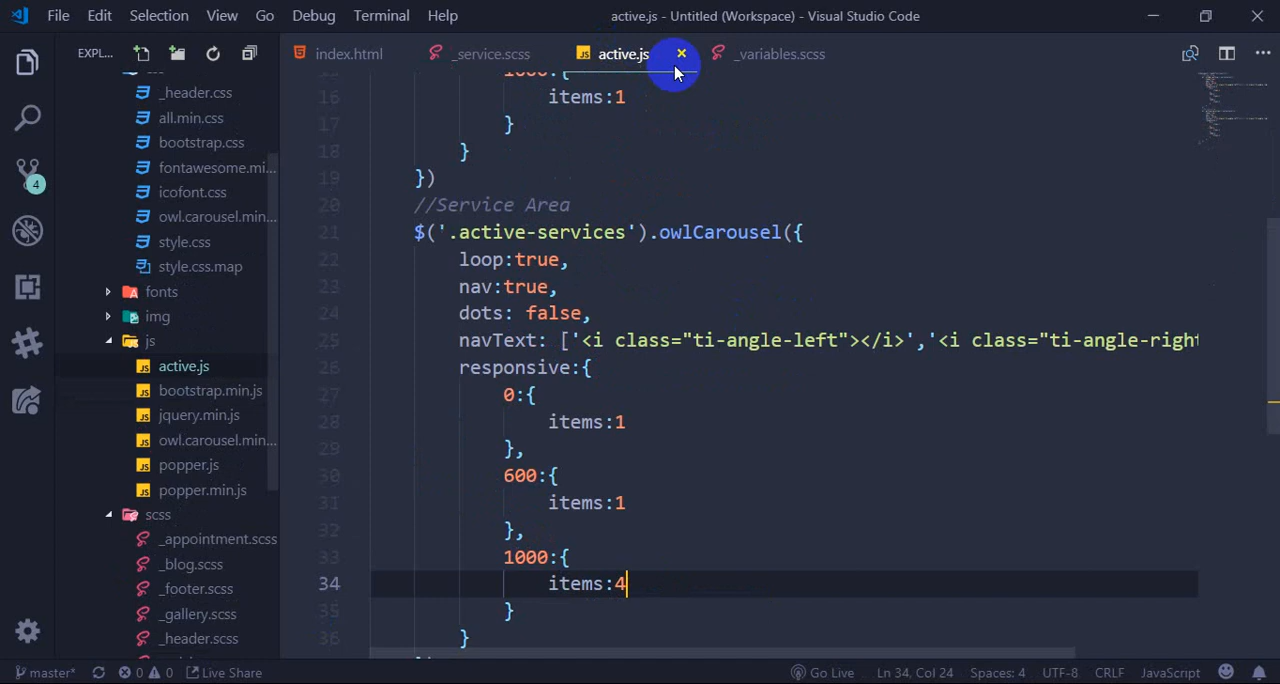 File Edit Selection View Go Debug Terminal Help active.js - Untitled (Workspace) - Visual Studio Code
EXPL...
index.html _service.scss active.js _variables.scss
_header.css
all.min.css
bootstrap.css
fontawesome.mi...
icofont.css
owl.carousel.min...
style.css
style.css.map
fonts
img
js
active.js
bootstrap.min.js
jquery.min.js
owl.carousel.min...
popper.js
popper.min.js
scss
_appointment.scss
_blog.scss
_footer.scss
_gallery.scss
_header.scss
4
16 items:1
17 }
18 }
19 })
20 //Service Area
21 $('.active-services').owlCarousel({
22 loop:true,
23 nav:true,
24 dots: false,
25 navText: ['<i class="ti-angle-left"></i>','<i class="ti-angle-right
26 responsive:{
27 0:{
28 items:1
29 },
30 600:{
31 items:1
32 },
33 1000:{
34 items:4
35 }
36 }
master* 0 0 Live Share Go Live Ln 34, Col 24 Spaces: 4 UTF-8 CRLF JavaScript